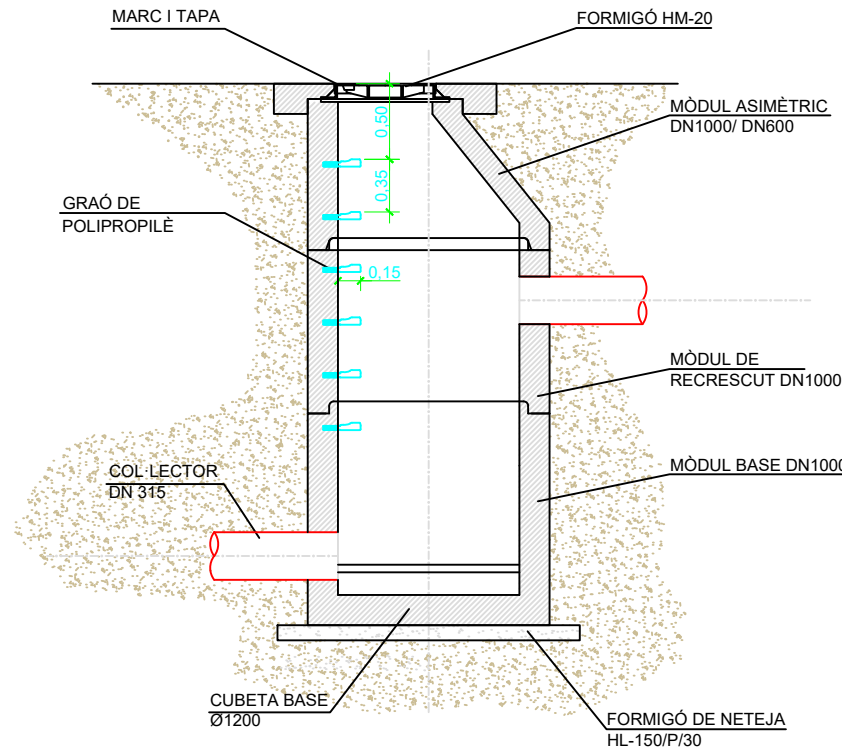 MARC I TAPA
FORMIGÓ HM-20
MÒDUL ASIMÈTRIC
DN1000/ DN600
0.50
0,35
GRAÓ DE
POLIPROPILÈ
0,15
MÒDUL DE
RECRESCUT DN1000
MÒDUL BASE DN1000
COL·LECTOR
DN 315
CUBETA BASE
Ø1200
FORMIGÓ DE NETEJA
HL-150/P/30